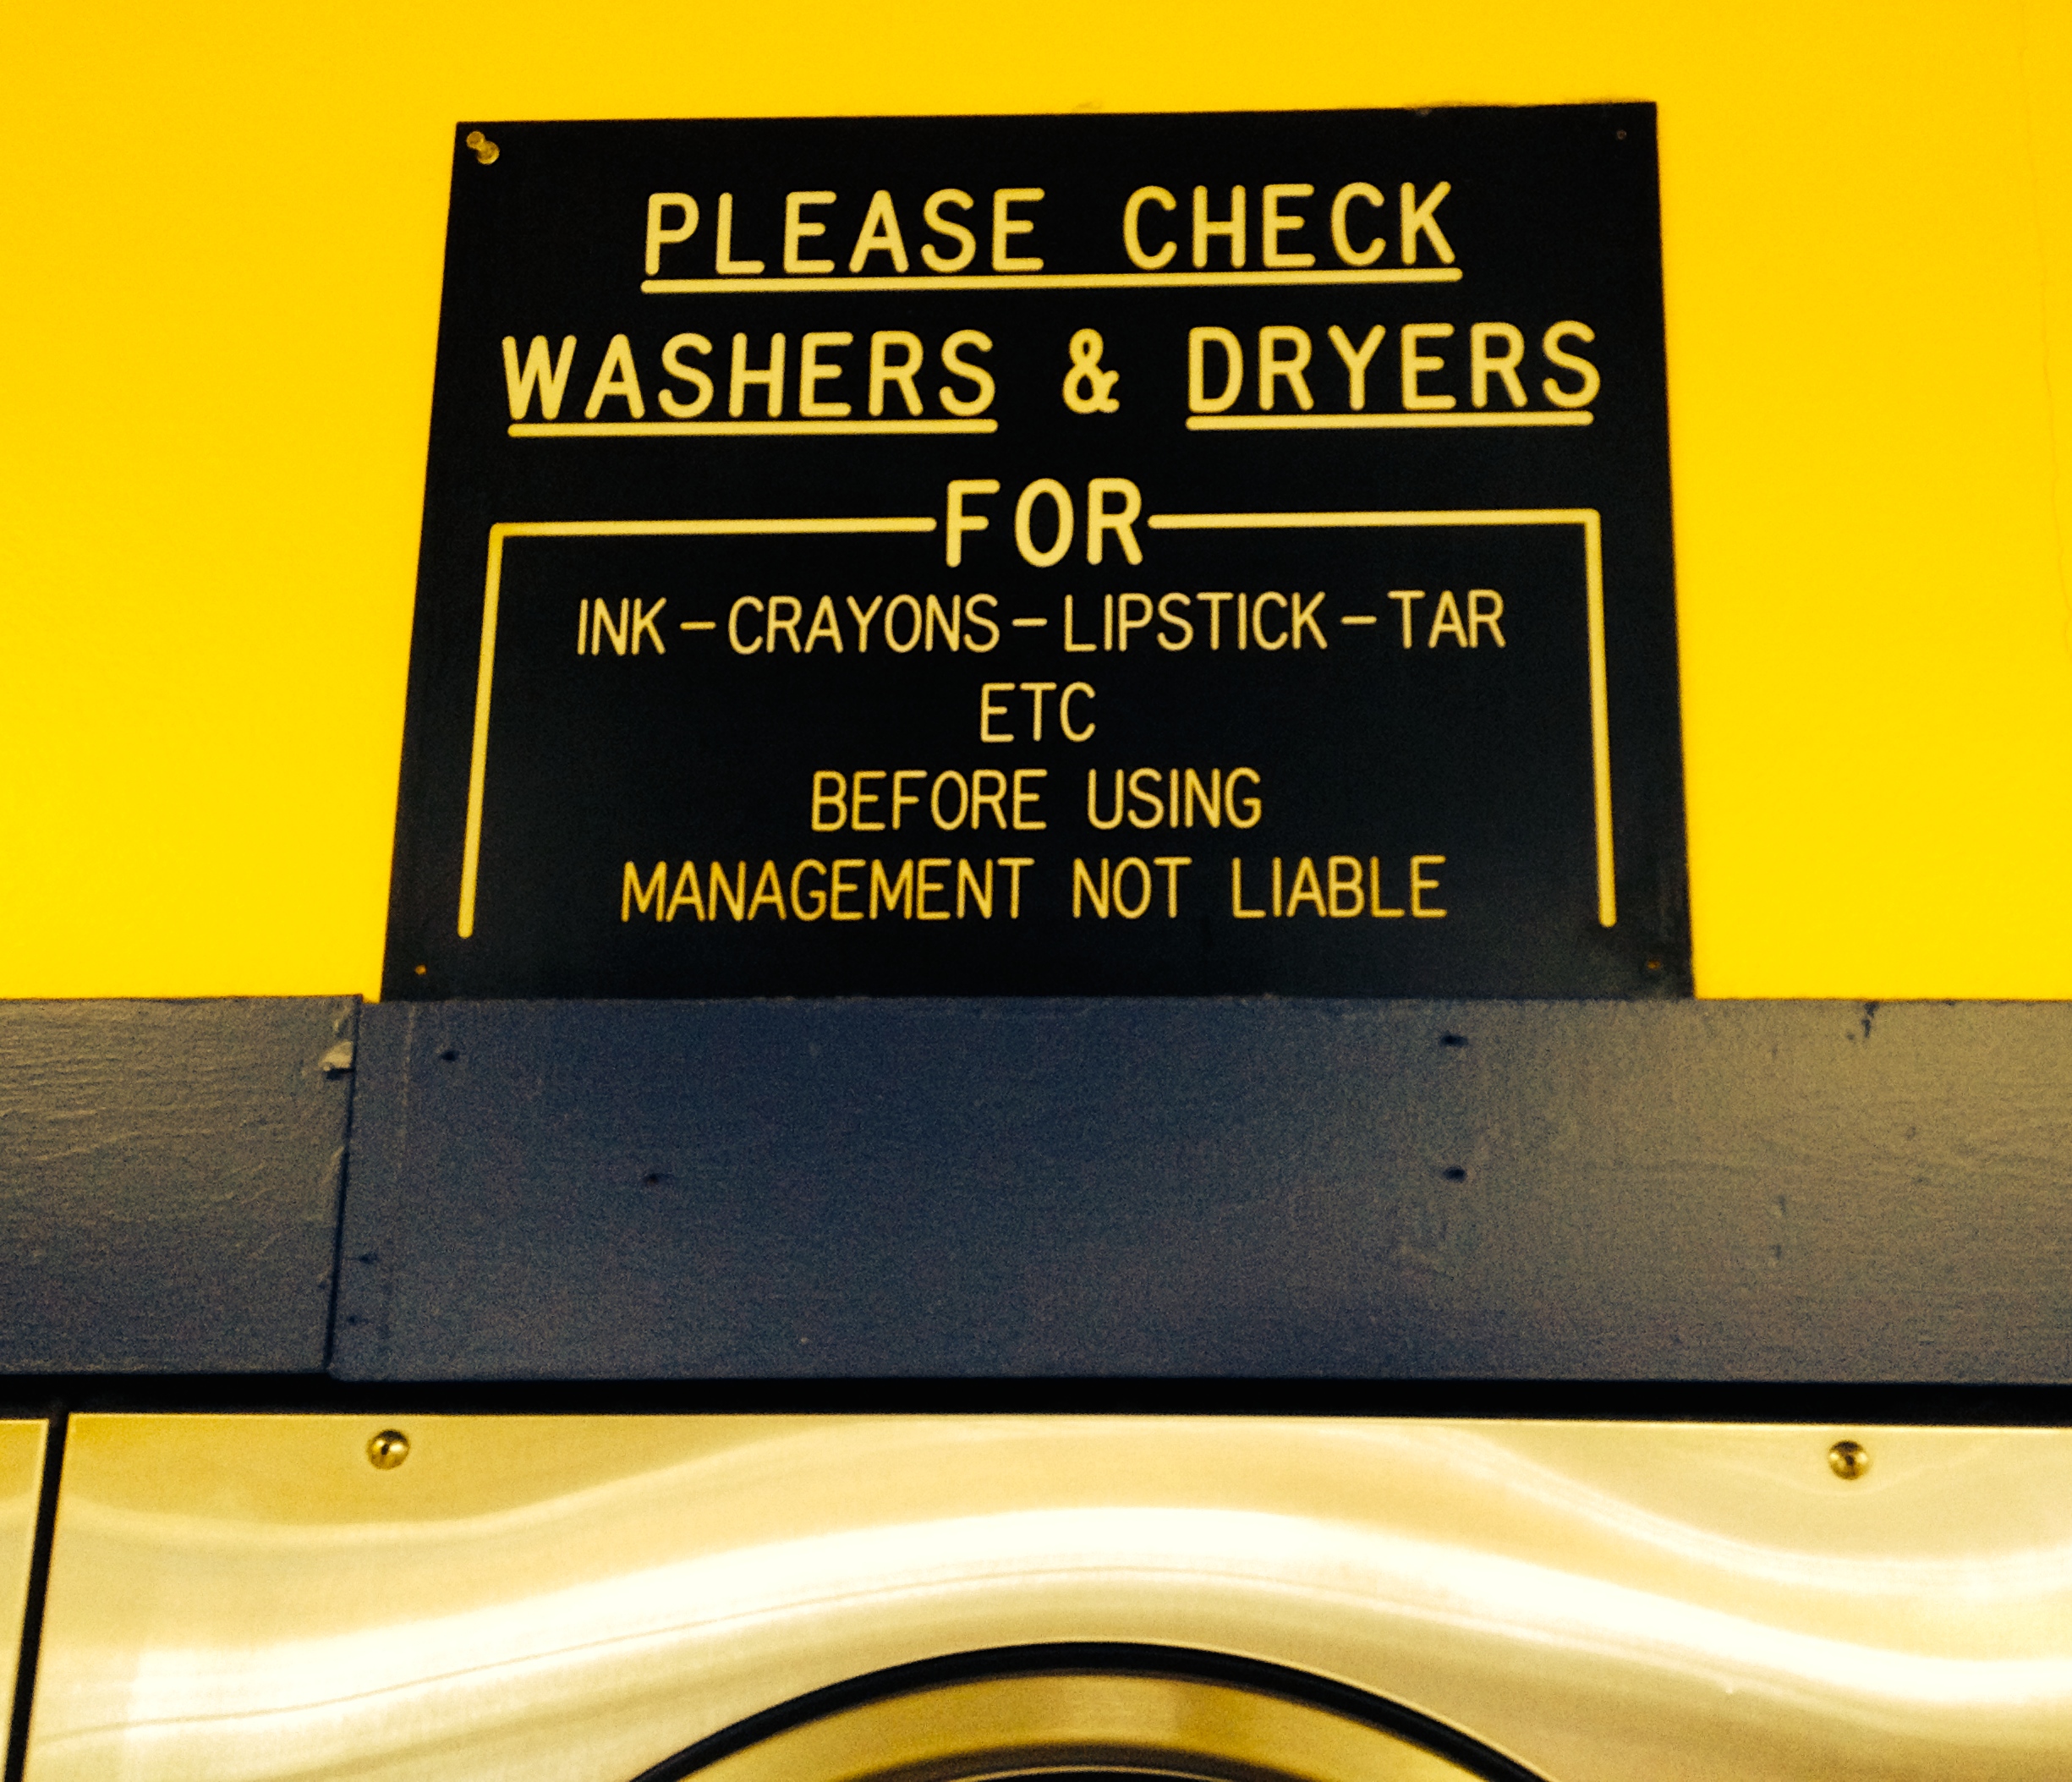 PLEASE CHECK
WASHERS & DRYERS
FOR
INK-CRAYONS-LIPSTICK-TAR
ETC
BEFORE USING
MANAGEMENT NOT LIABLE